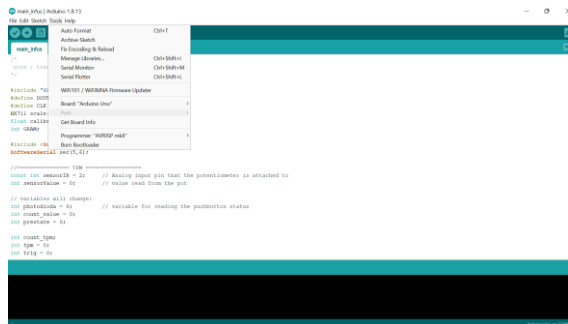 main_infus | Arduino 1.8.13
File Edit Sketch Tools Help
main_infus
Auto Format Ctrl+T
Archive Sketch
Fix Encoding & Reload
Manage Libraries... Ctrl+Shift+I
Serial Monitor Ctrl+Shift+M
Serial Plotter Ctrl+Shift+L
WiFi101 / WiFiNINA Firmware Updater
Board: "Arduino Uno"
Port
Get Board Info
Programmer: "AVRISP mkII"
Burn Bootloader
/*
*/
#include
#define
#define CLK
HX711 scale
float
int GRAM;
#include
SoftwareSerial ser(5,6);
//================ TPM =================
const int sensorIR = 2; // Analog input pin that the potentiometer is attached to
int sensorValue = 0; // value read from the pot
// variables will change:
int photodioda = 0; // variable for reading the pushbutton status
int count_value = 0;
int prestate = 0;
int count_tpm;
int tpm = 0;
int trig = 0;